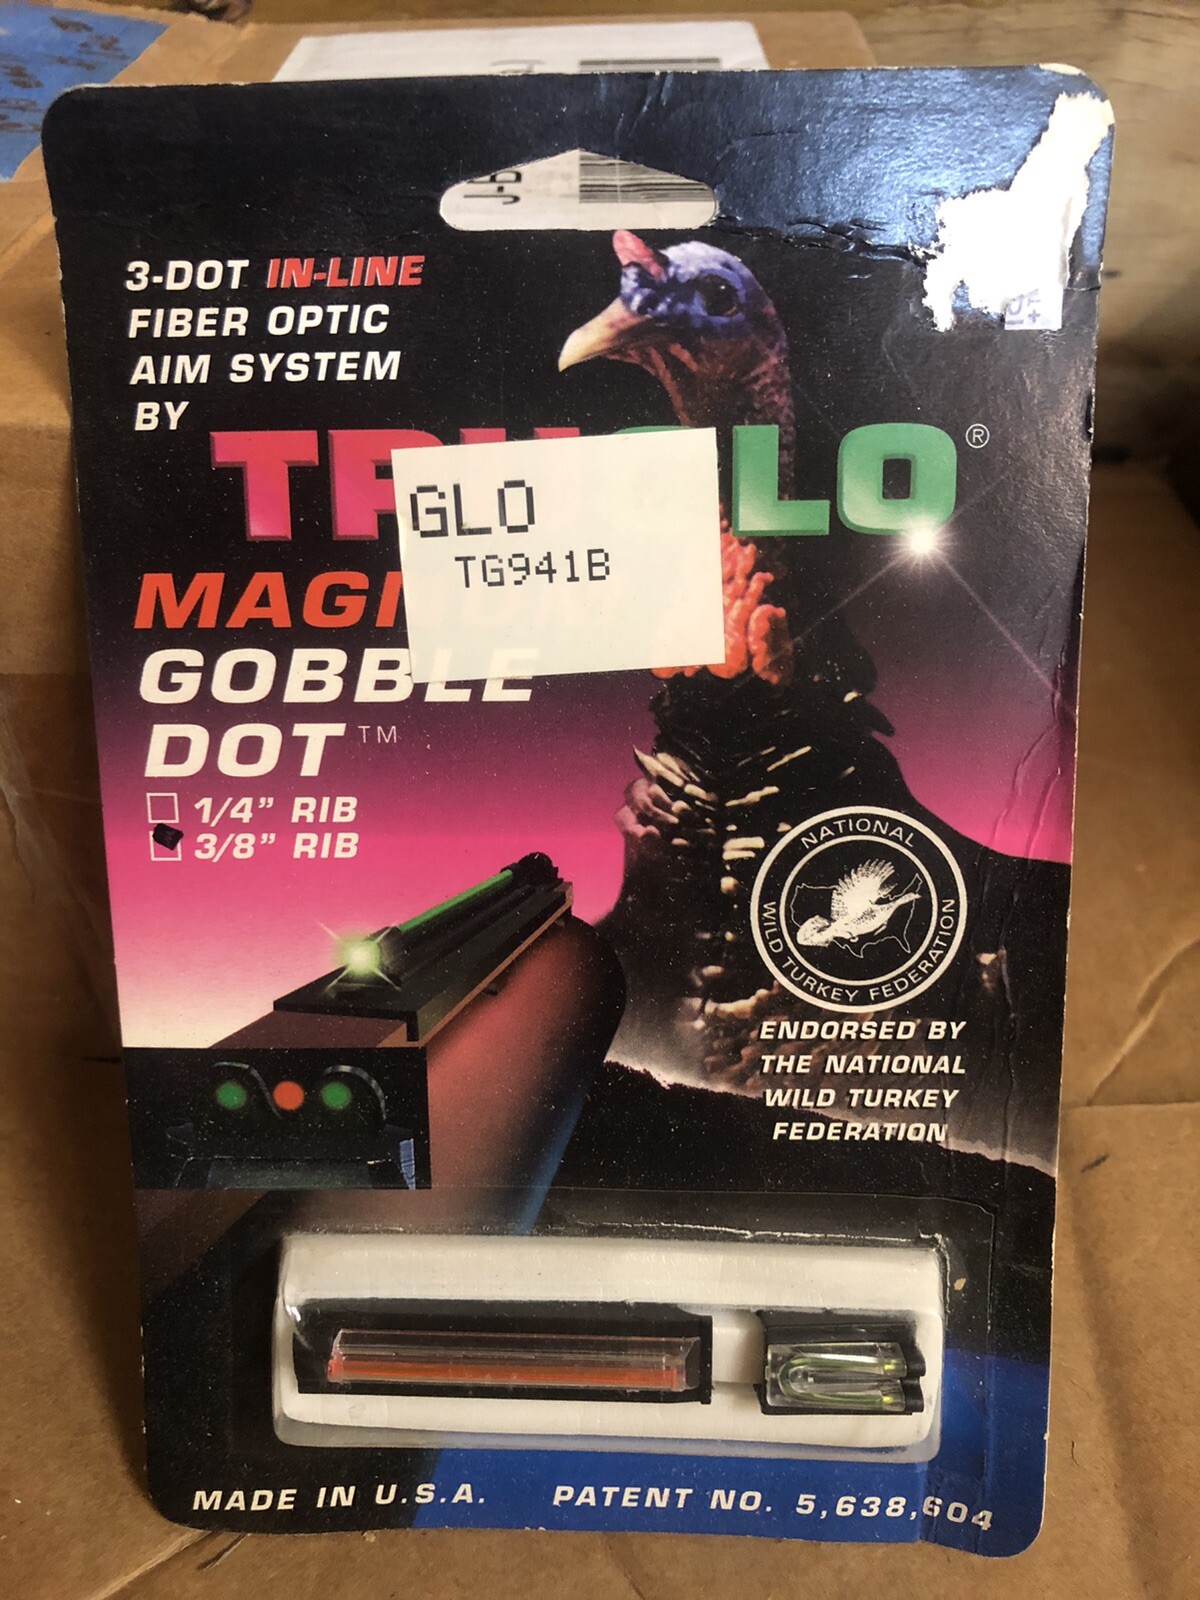 3-DOT IN-LINE
FIBER OPTIC
AIM SYSTEM
BY
®
GLO
TG941B
GOBBLE
DOT™
1/4” RIB
3/8” RIB
NATIONAL
WILD TURKEY FEDERATION
ENDORSED BY
THE NATIONAL
WILD TURKEY
FEDERATION
MADE IN U.S.A. PATENT NO. 5,638,604